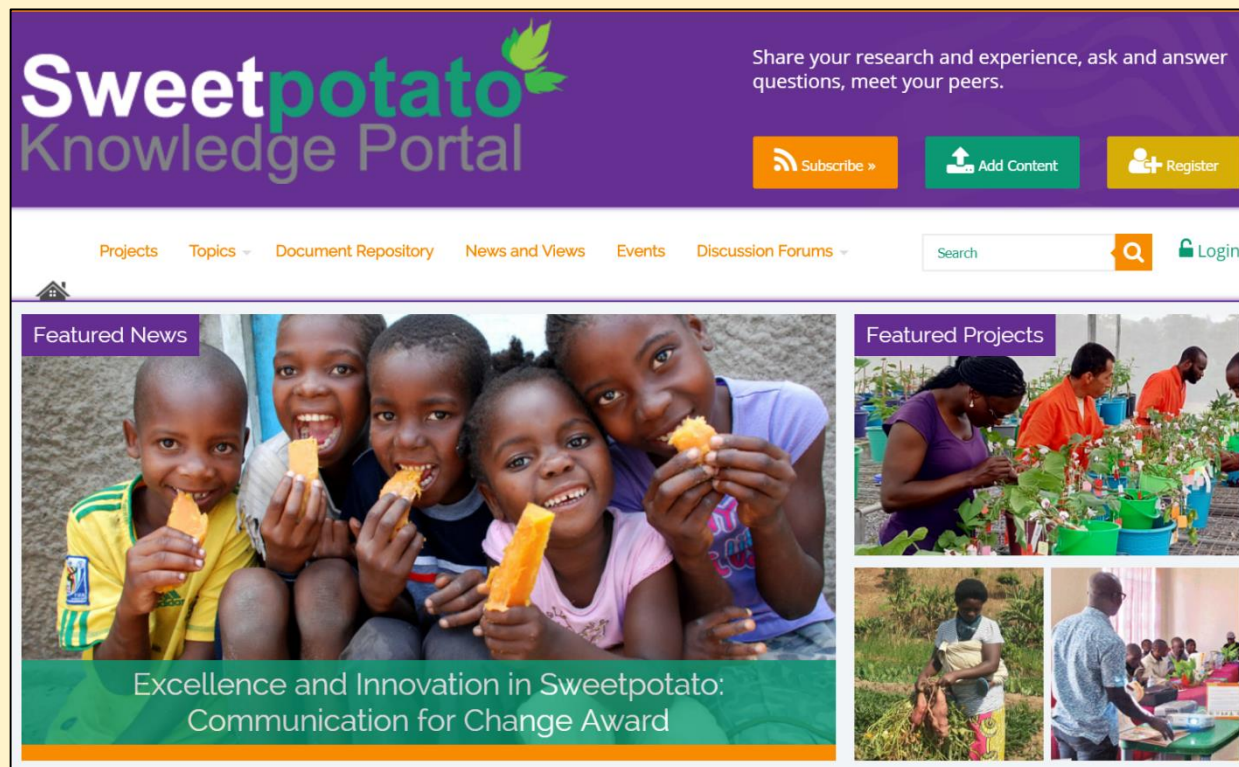 Sweetpotato
Knowledge Portal
Share your research and experience, ask and answer
questions, meet your peers.
Subscribe »
Add Content
Register
Projects
Topics
Document Repository
News and Views
Events
Discussion Forums
Search
Login
Featured News
Featured Projects
adidas
Excellence and Innovation in Sweetpotato:
Communication for Change Award